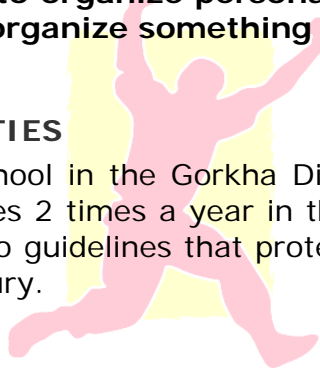 to organize persona
organize something
TIES
hool in the Gorkha Di
es 2 times a year in th
o guidelines that prote
ury.